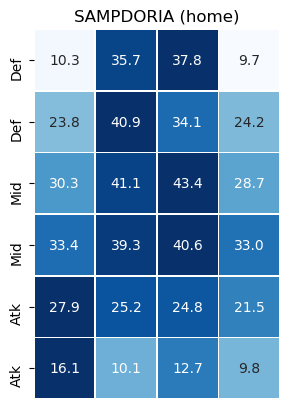 SAMPDORIA (home)
Def 10.3 35.7 37.8 9.7
Def 23.8 40.9 34.1 24.2
Mid 30.3 41.1 43.4 28.7
Mid 33.4 39.3 40.6 33.0
Atk 27.9 25.2 24.8 21.5
Atk 16.1 10.1 12.7 9.8